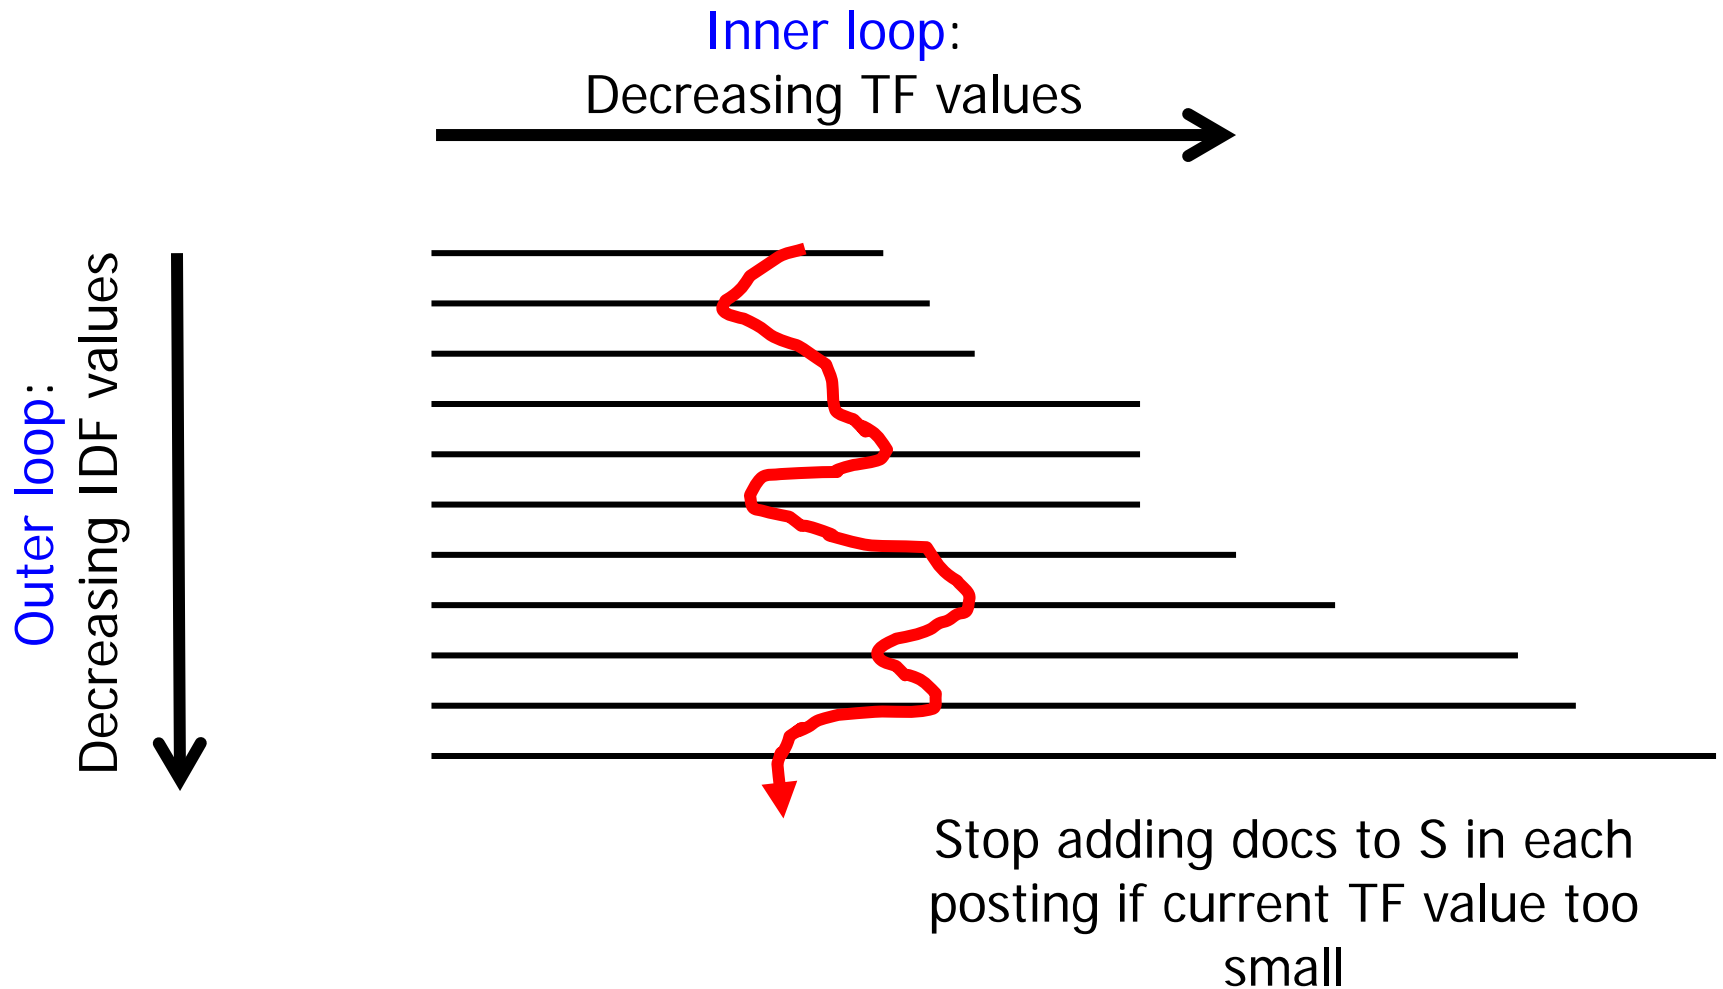 Inner loop:
Decreasing TF values
Outer loop:
Decreasing IDF values
Stop adding docs to S in each
posting if current TF value too
small